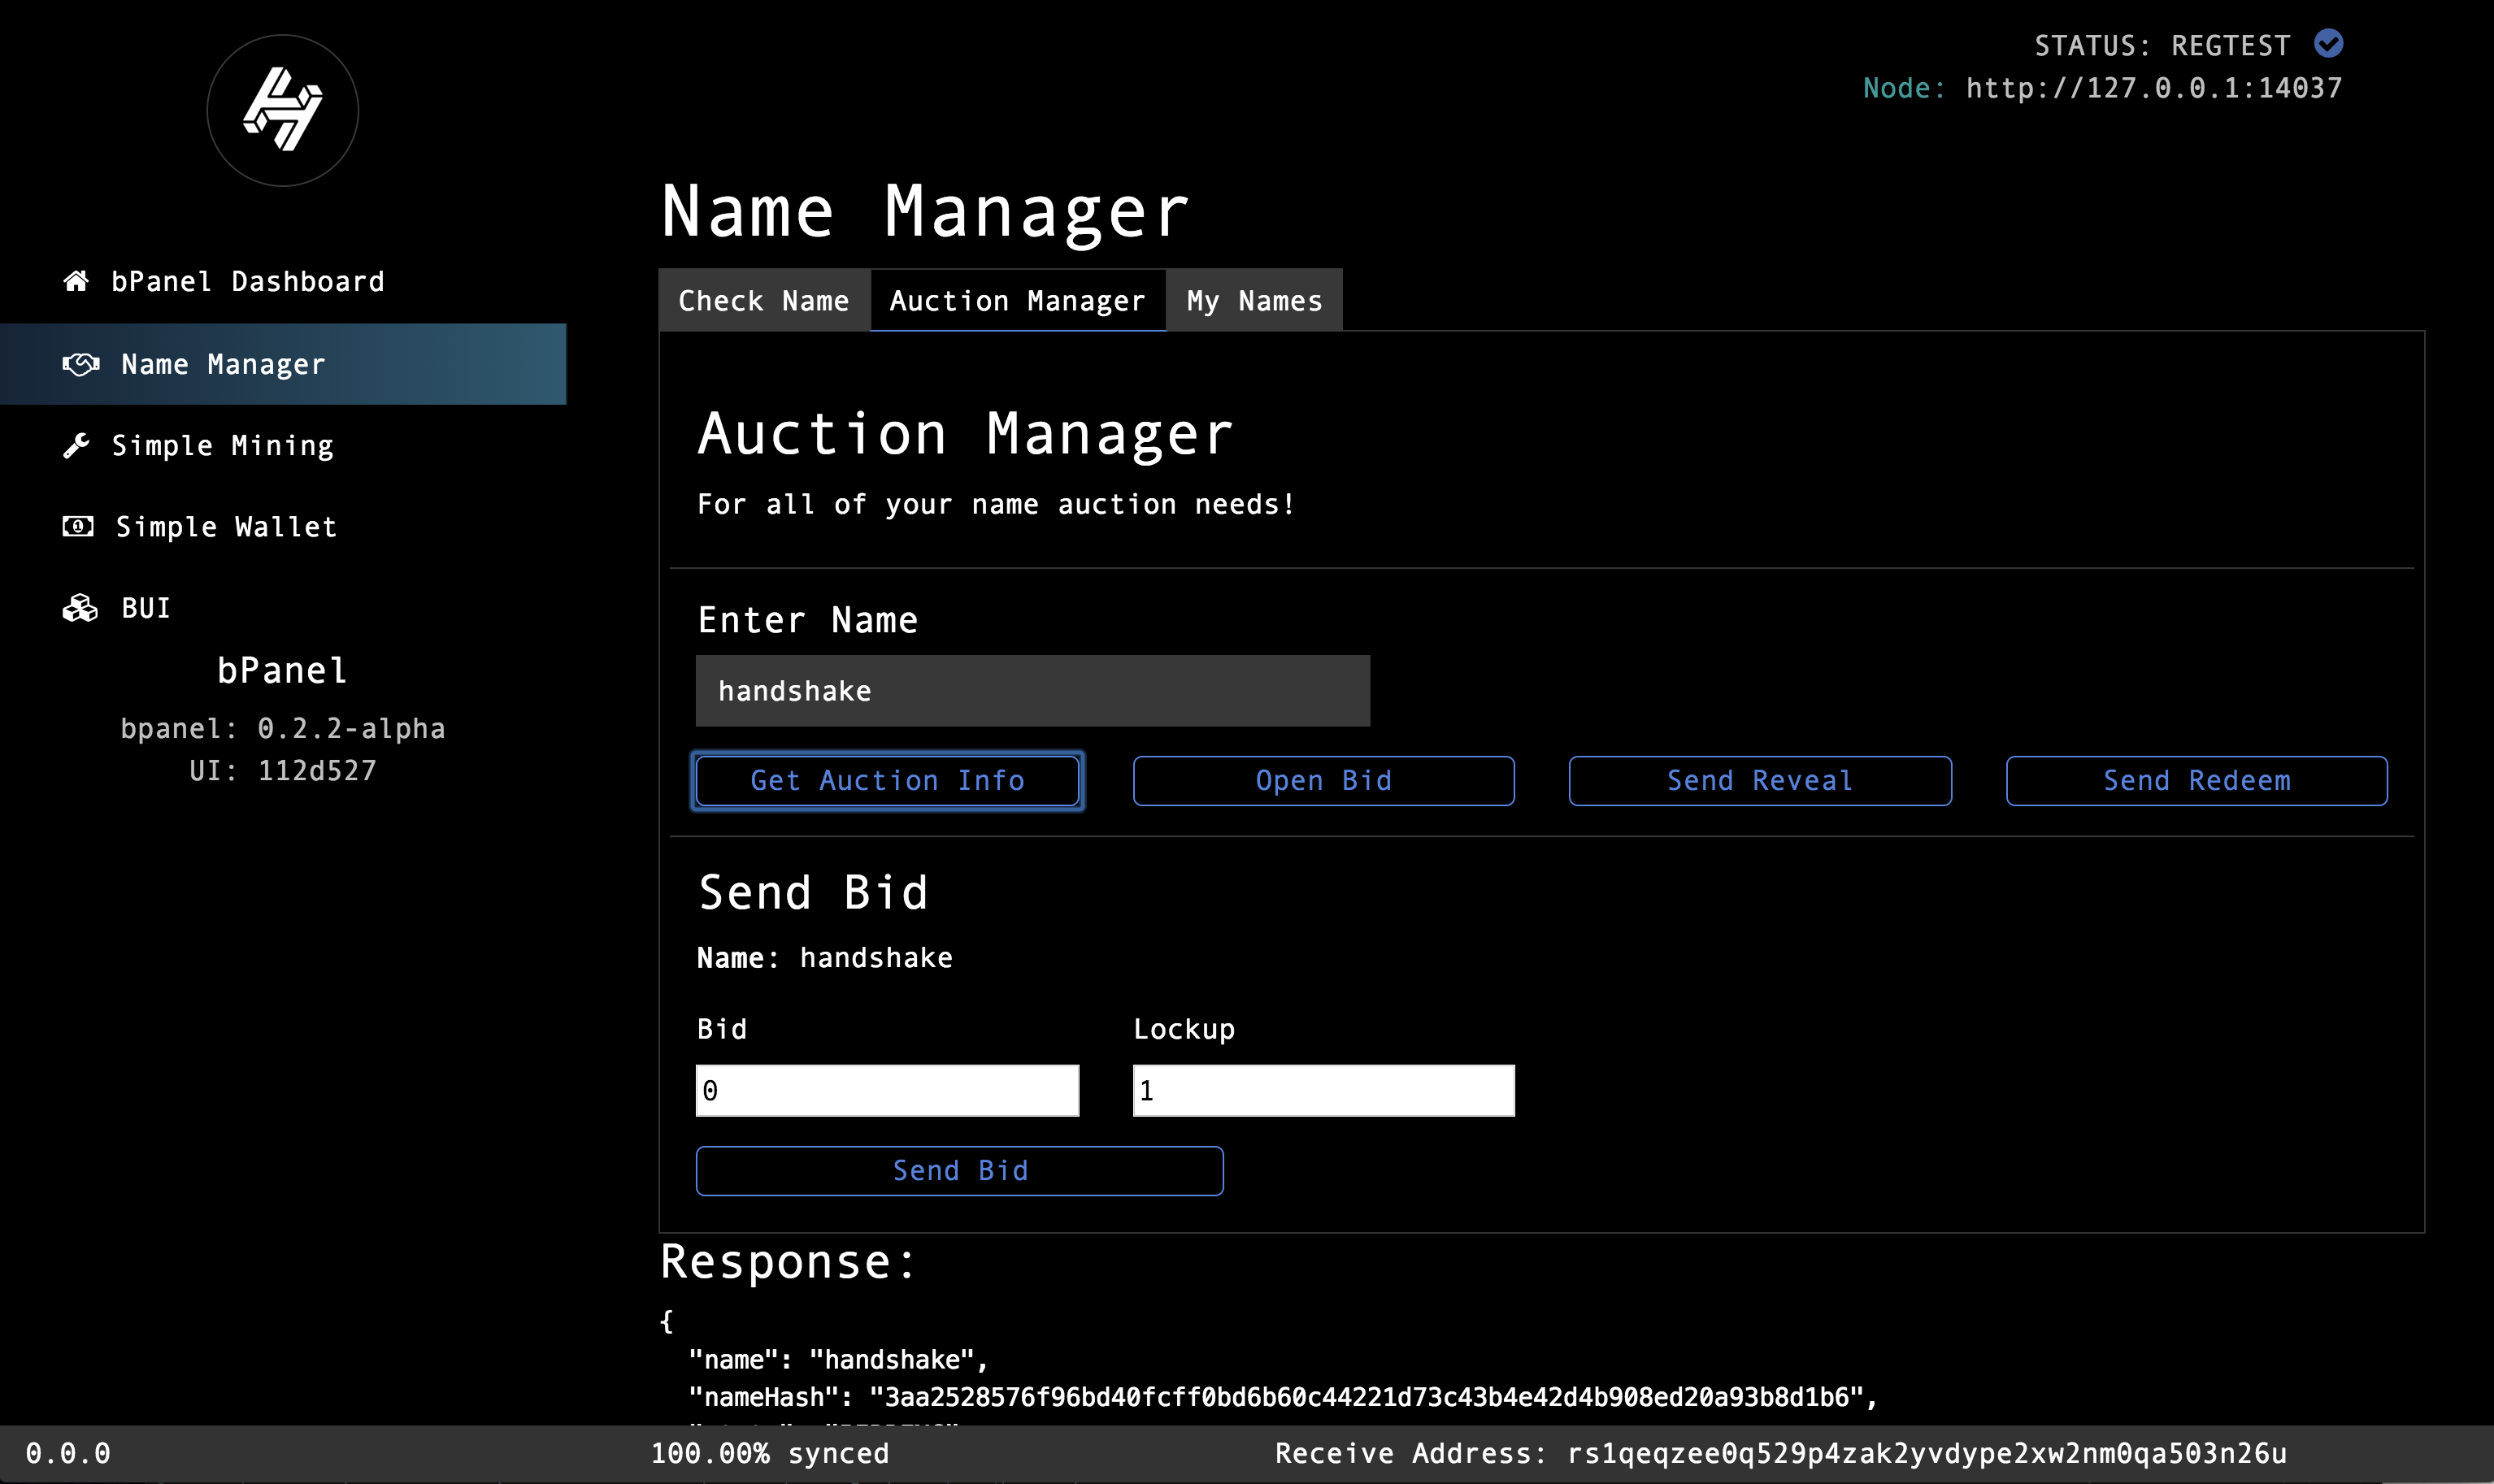 STATUS: REGTEST
Node: http://127.0.0.1:14037
bPanel Dashboard
Name Manager
Simple Mining
Simple Wallet
BUI
bPanel
bpanel: 0.2.2-alpha
UI: 112d527
Name Manager
Check Name
Auction Manager
My Names
Auction Manager
For all of your name auction needs!
Enter Name
handshake
Get Auction Info
Open Bid
Send Reveal
Send Redeem
Send Bid
Name: handshake
Bid
Lockup
0
1
Send Bid
Response:
{
"name": "handshake",
"nameHash": "3aa2528576f96bd40fcff0bd6b60c44221d73c43b4e42d4b908ed20a93b8d1b6",
0.0.0
100.00% synced
Receive Address: rs1qeqzee0q529p4zak2yvdype2xw2nm0qa503n26u